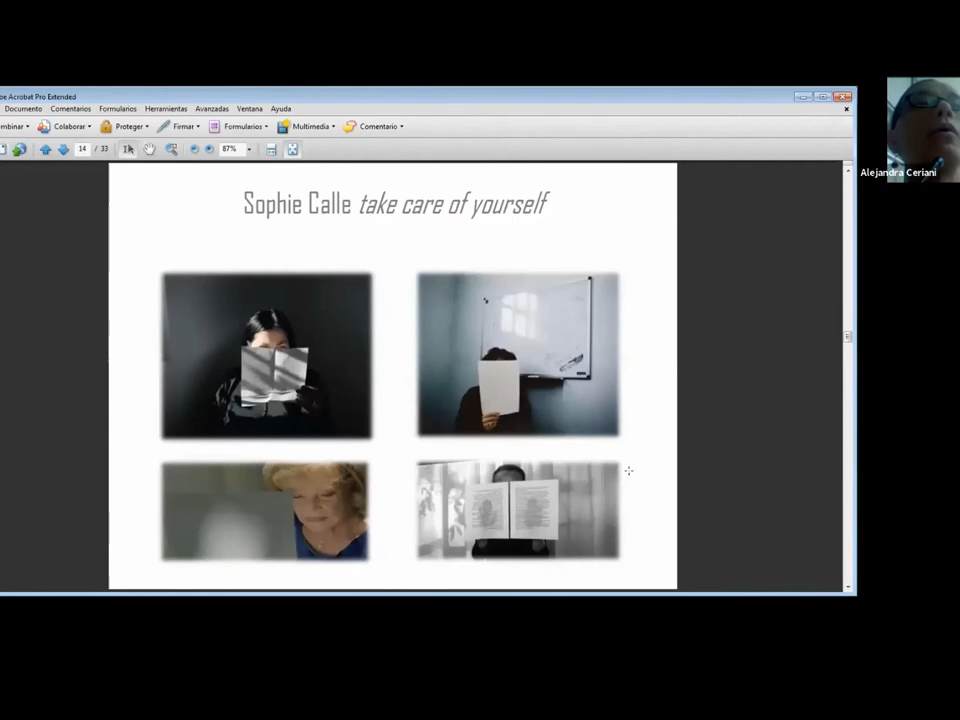 be Acrobat Pro Extended
Documento Comentarios Formularios Herramientas Avanzadas Ventana Ayuda
mbinar Colaborar Proteger Firmar Formularios Multimedia Comentario
14 / 33 87%
Alejandra Ceriani
Sophie Calle take care of yourself